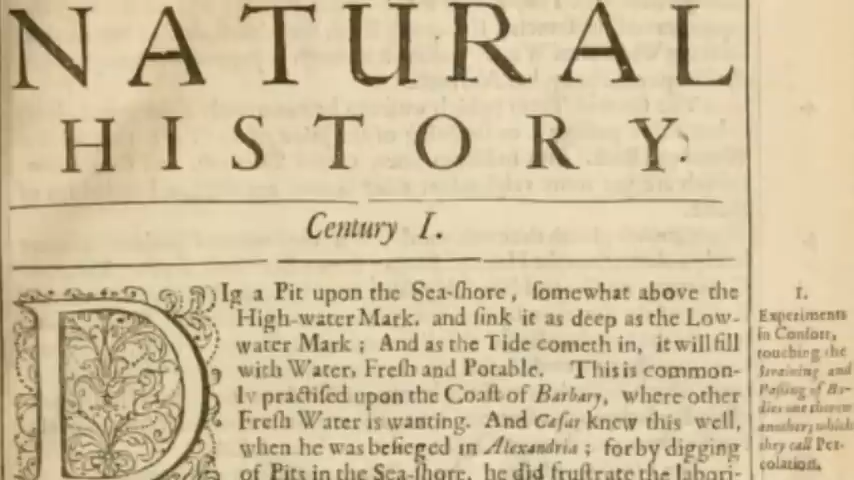 NATURAL
HISTORY.
Century I.
DIg a Pit upon the Sea-ſhore, ſomewhat above the
High-water Mark, and ſink it as deep as the Low-
water Mark; And as the Tide cometh in, it will fill
with Water, Freſh and Potable. This is common-
ly practiſed upon the Coaſt of Barbary, where other
Freſh Water is wanting. And Cæſar knew this well,
when he was beſieged in Alexandria; for by digging
of Pits in the Sea-ſhore, he did fruſtrate the labori-
1.
Experiments
in Conſort,
touching the
Straining and
Paſſing of Bo-
dies one thorow
another; which
they call Per-
colation.